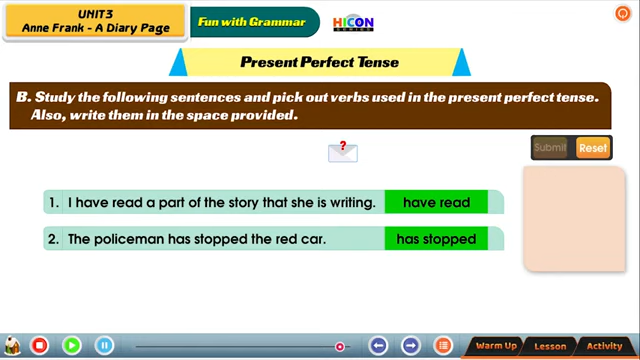 UNIT3
Anne Frank - A Diary Page
Fun with Grammar
HICON
Present Perfect Tense
B. Study the following sentences and pick out verbs used in the present perfect tense.
Also, write them in the space provided.
?
Submit Reset
1. I have read a part of the story that she is writing. have read
2. The policeman has stopped the red car. has stopped
Warm Up Lesson Activity